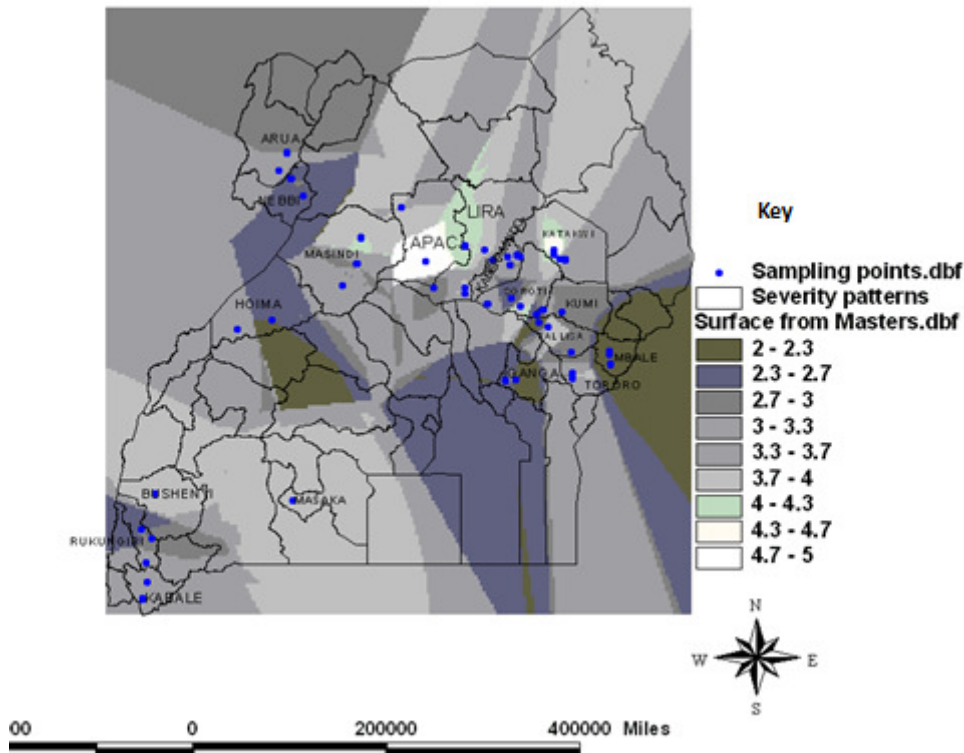 ARUA
NEBBI
LIRA
APAC
KATAKWI
MASINDI
SOROTI
HOIMA
KUMI
PALLISA
MBALE
IGANGA
TORORO
BUSHENYI
MASAKA
RUKUNGIRI
KABALE
Key
Sampling points.dbf
Severity patterns
Surface from Masters.dbf
2 - 2.3
2.3 - 2.7
2.7 - 3
3 - 3.3
3.3 - 3.7
3.7 - 4
4 - 4.3
4.3 - 4.7
4.7 - 5
N
W E
S
00 0 200000 400000 Miles